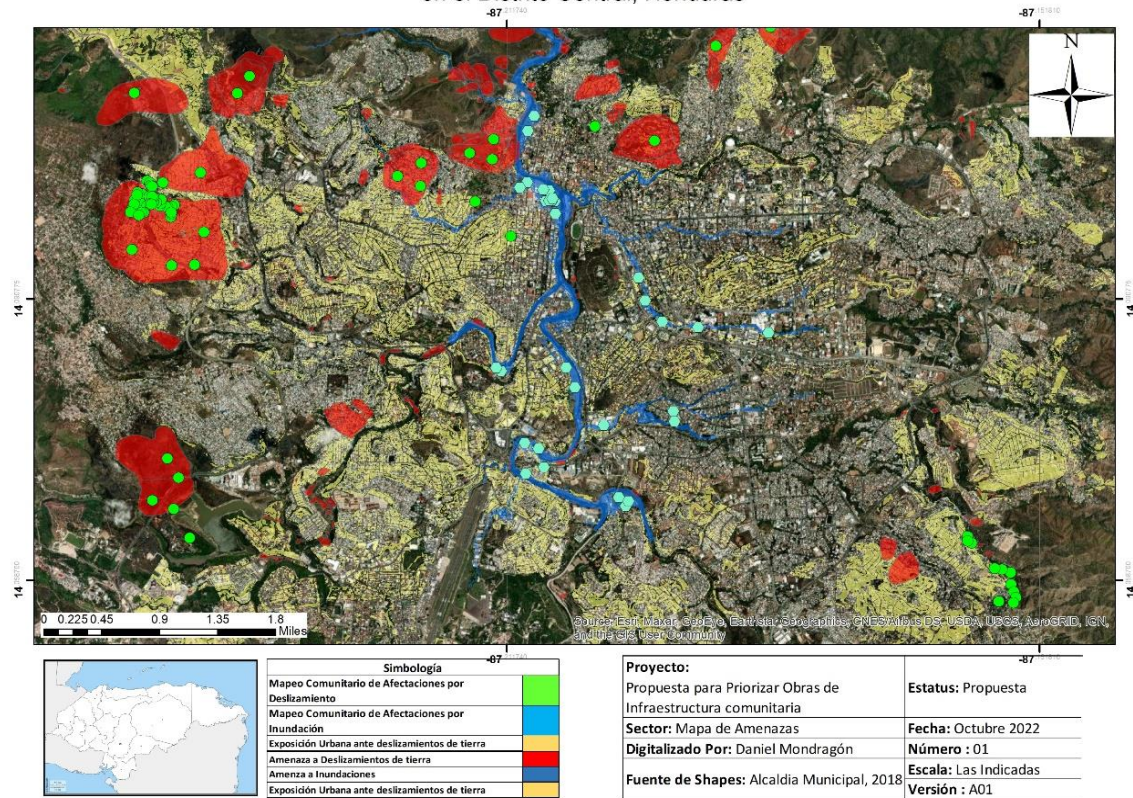 -87
-87
N
14
14
14
14
0 0.225 0.45 0.9 1.35 1.8
Miles
Source: Esri, Maxar, GeoEye, Earthstar Geographics, CNES/Airbus DS, USDA, USGS, AeroGRID, IGN,
and the GIS User Community
-87
-87
Simbología
Mapeo Comunitario de Afectaciones por
Deslizamiento
Mapeo Comunitario de Afectaciones por
Inundación
Exposición Urbana ante deslizamientos de tierra
Amenaza a Deslizamientos de tierra
Amenza a Inundaciones
Exposición Urbana ante deslizamientos de tierra
Proyecto:
Propuesta para Priorizar Obras de
Infraestructura comunitaria
Estatus: Propuesta
Sector: Mapa de Amenazas
Fecha: Octubre 2022
Digitalizado Por: Daniel Mondragón
Número : 01
Fuente de Shapes: Alcaldia Municipal, 2018
Escala: Las Indicadas
Versión : A01